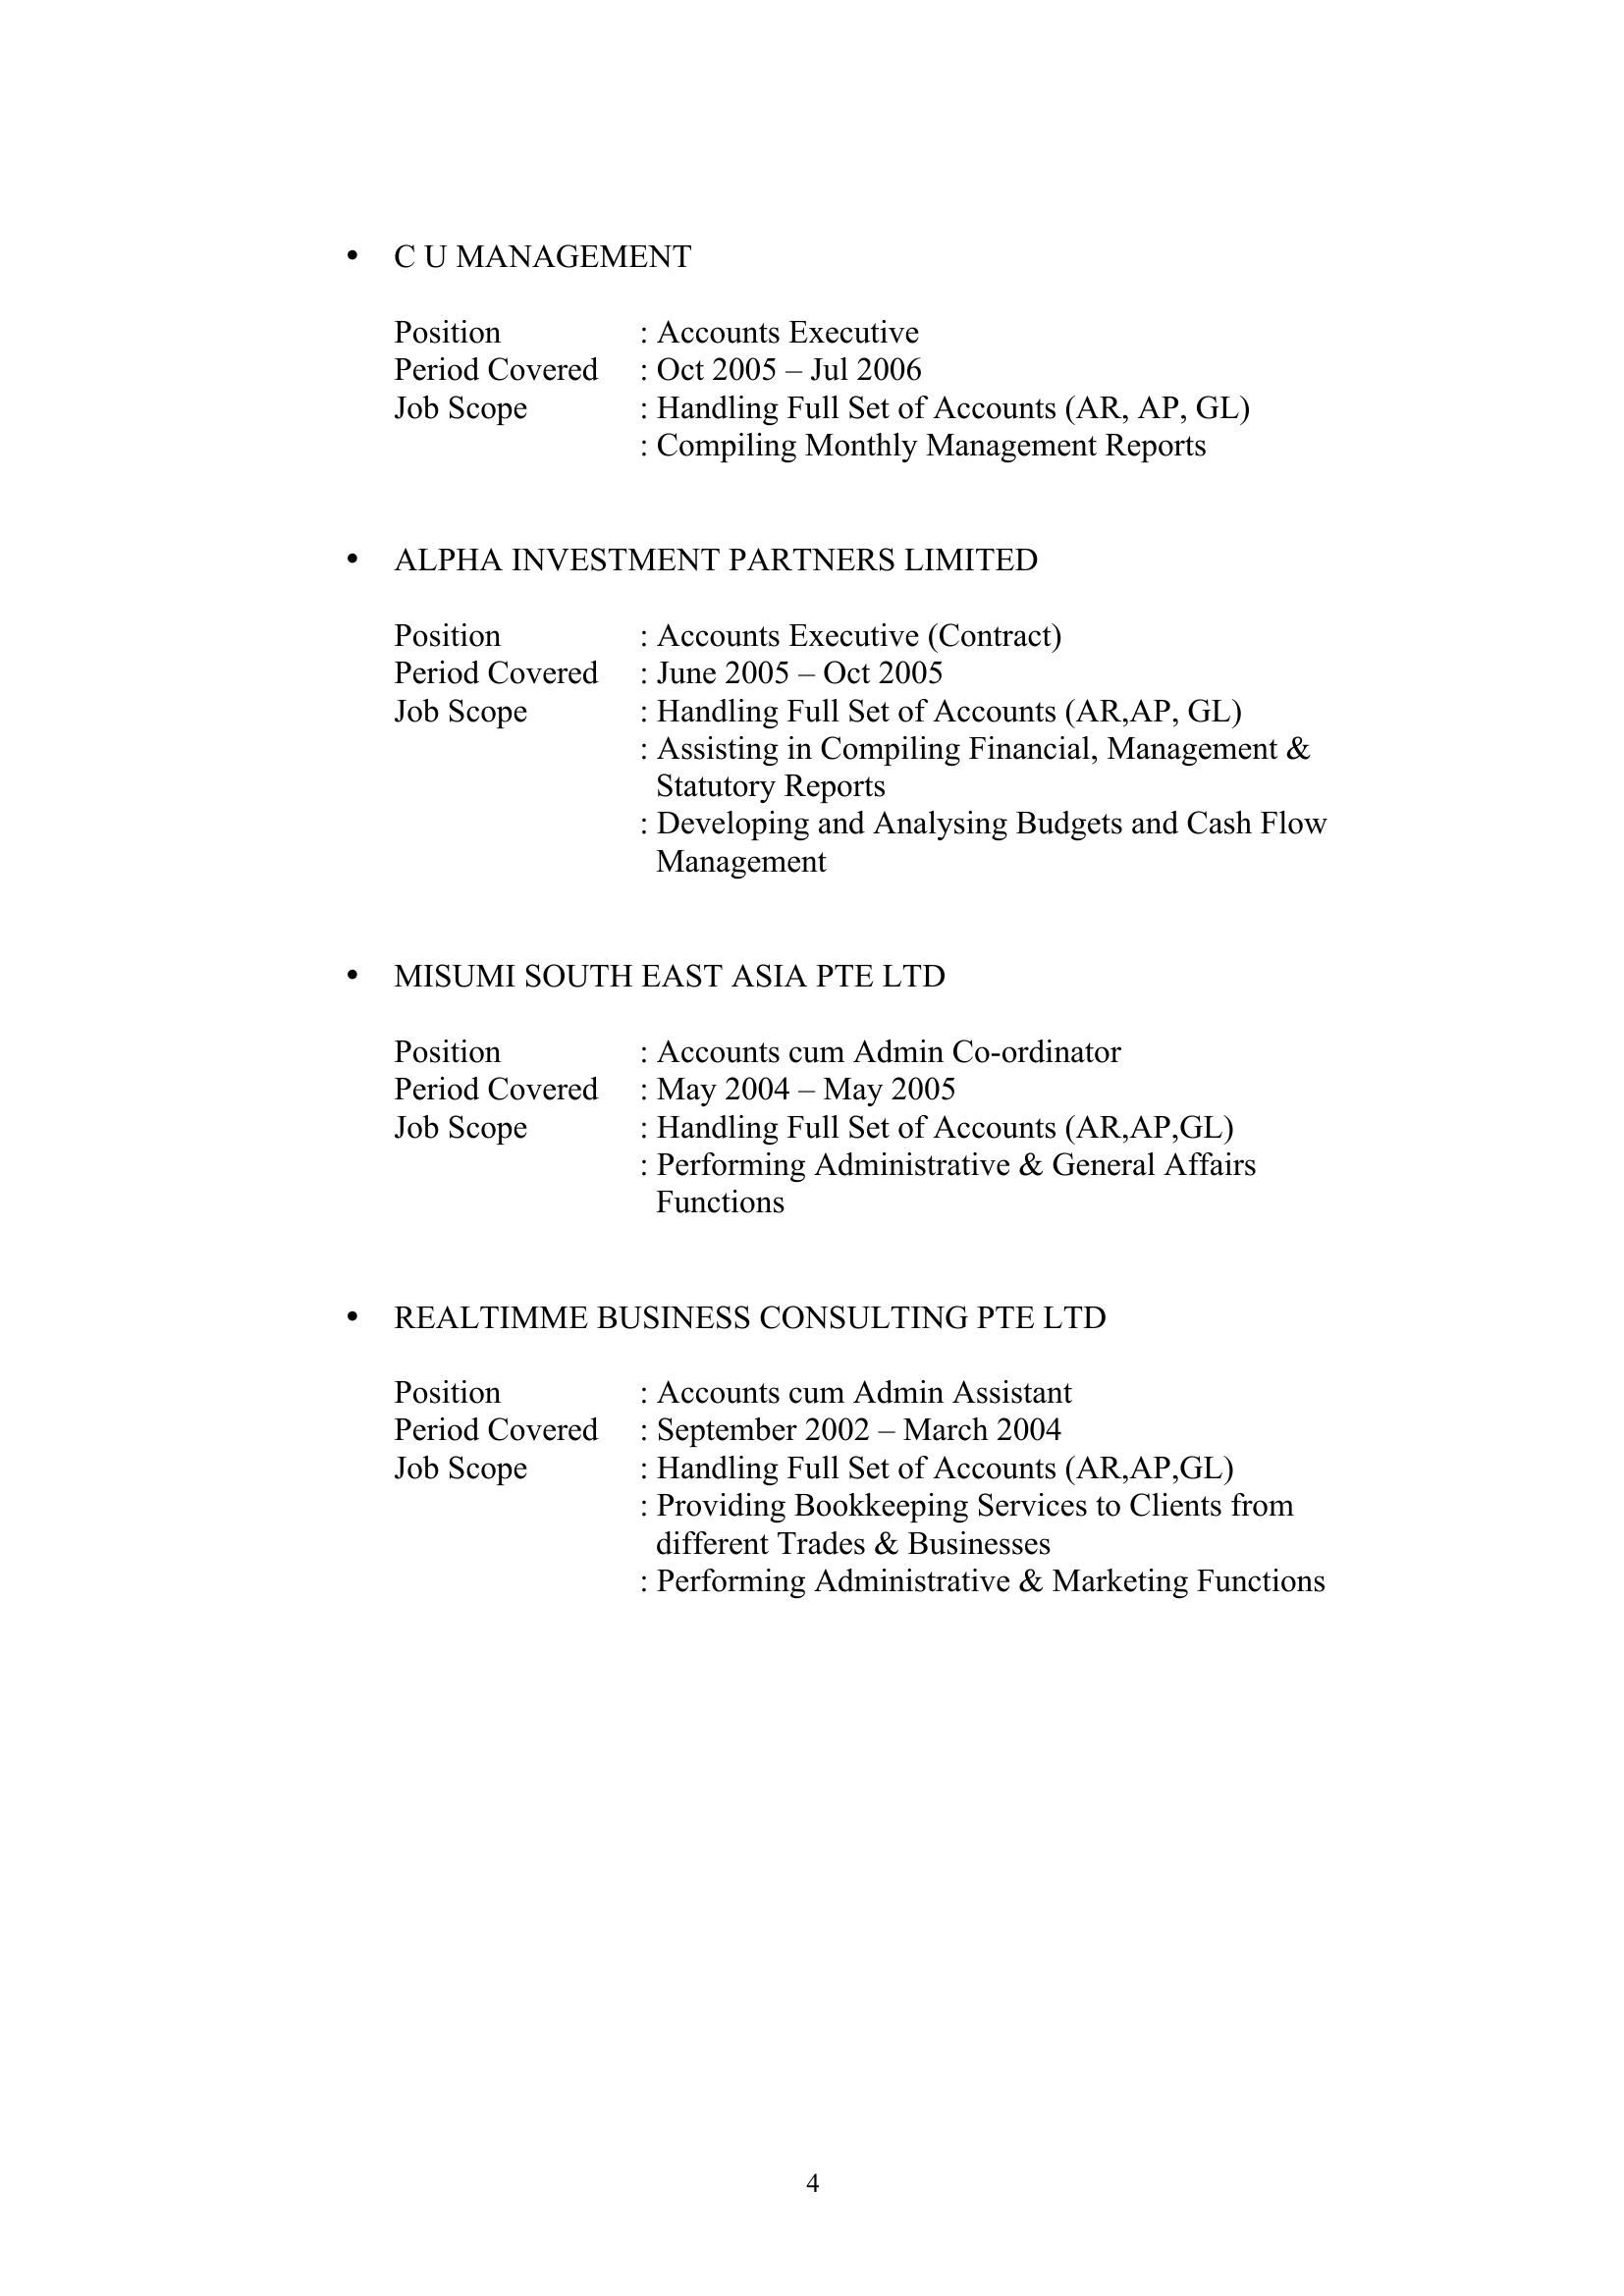 • C U MANAGEMENT
Position : Accounts Executive
Period Covered : Oct 2005 – Jul 2006
Job Scope : Handling Full Set of Accounts (AR, AP, GL)
: Compiling Monthly Management Reports
• ALPHA INVESTMENT PARTNERS LIMITED
Position : Accounts Executive (Contract)
Period Covered : June 2005 – Oct 2005
Job Scope : Handling Full Set of Accounts (AR,AP, GL)
: Assisting in Compiling Financial, Management &
Statutory Reports
: Developing and Analysing Budgets and Cash Flow
Management
• MISUMI SOUTH EAST ASIA PTE LTD
Position : Accounts cum Admin Co-ordinator
Period Covered : May 2004 – May 2005
Job Scope : Handling Full Set of Accounts (AR,AP,GL)
: Performing Administrative & General Affairs
Functions
• REALTIMME BUSINESS CONSULTING PTE LTD
Position : Accounts cum Admin Assistant
Period Covered : September 2002 – March 2004
Job Scope : Handling Full Set of Accounts (AR,AP,GL)
: Providing Bookkeeping Services to Clients from
different Trades & Businesses
: Performing Administrative & Marketing Functions
4